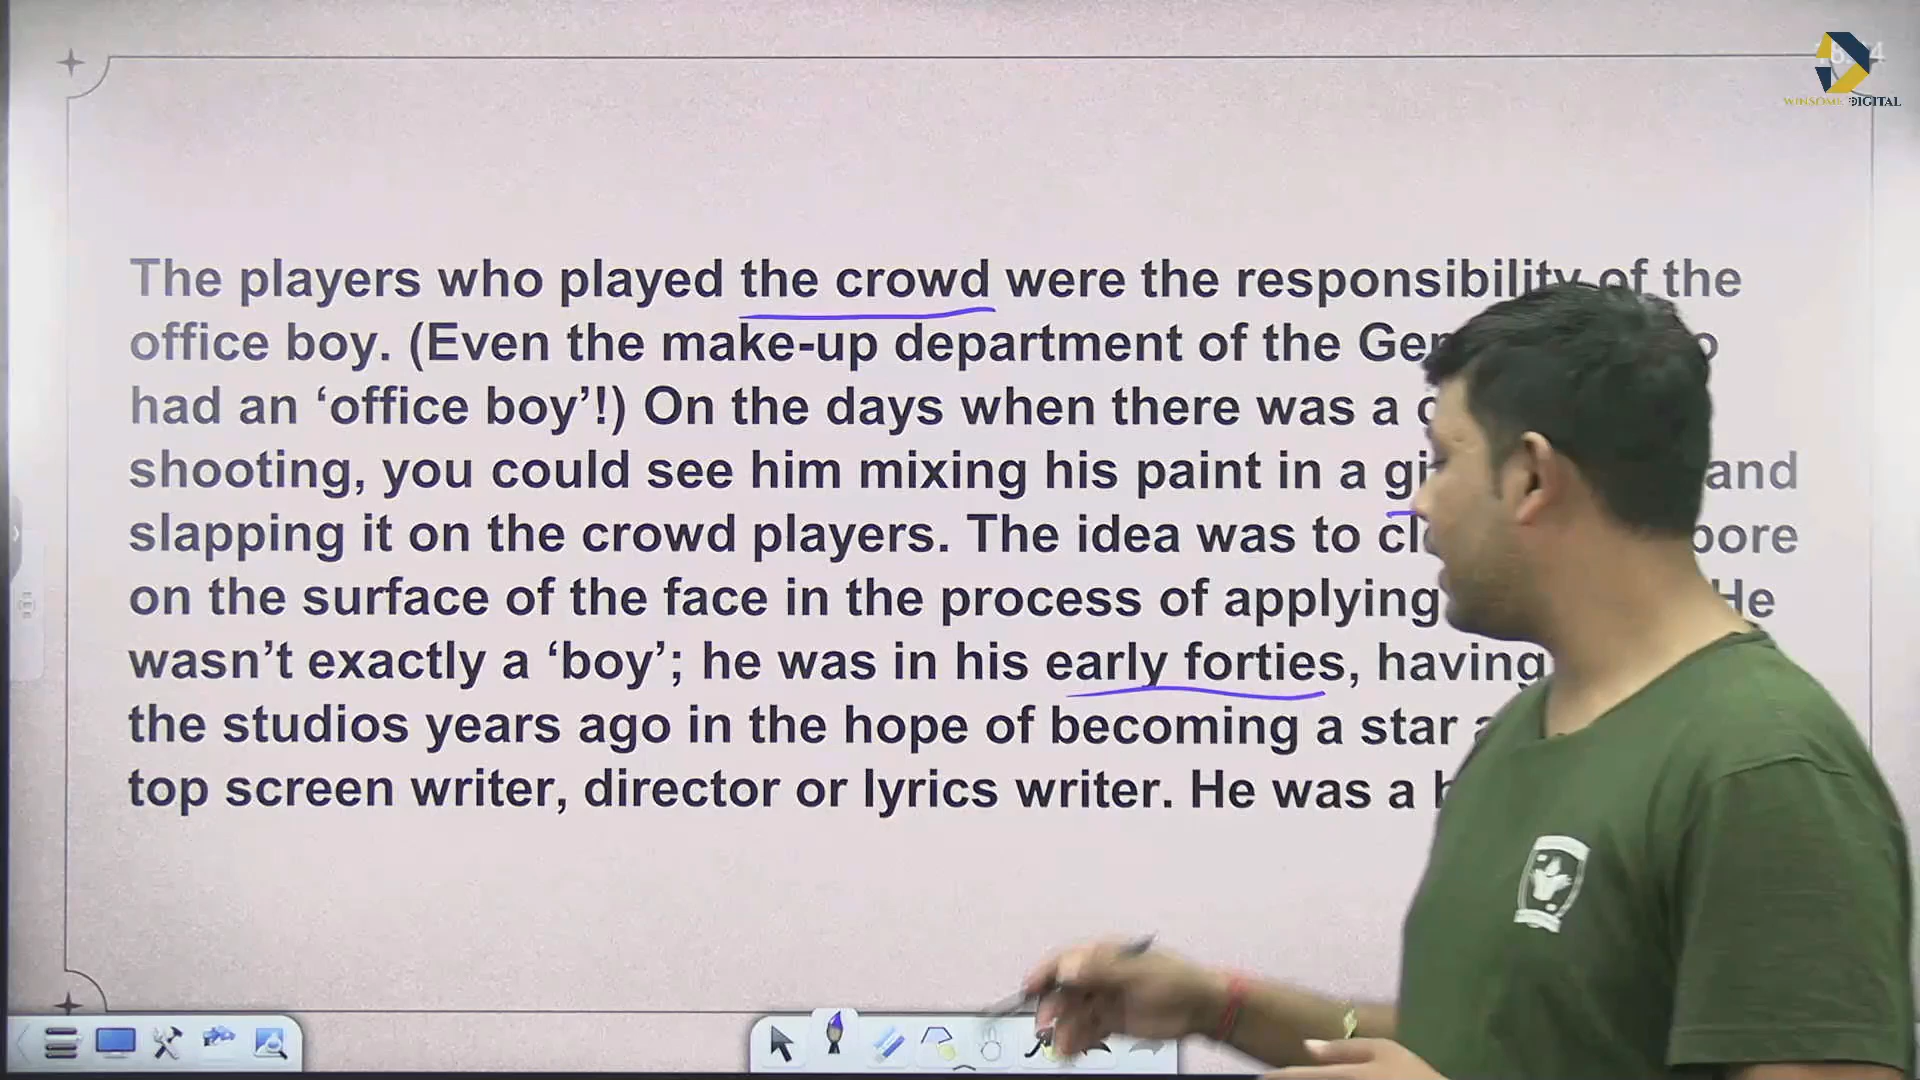 WINSOME DIGITAL
The players who played the crowd were the responsibility of the
office boy. (Even the make-up department of the
had an ‘office boy’!) On the days when there was a
shooting, you could see him mixing his paint in a and
slapping it on the crowd players. The idea was to pore
on the surface of the face in the process of applying He
wasn’t exactly a ‘boy’; he was in his early forties, having
the studios years ago in the hope of becoming a star
top screen writer, director or lyrics writer. He was a